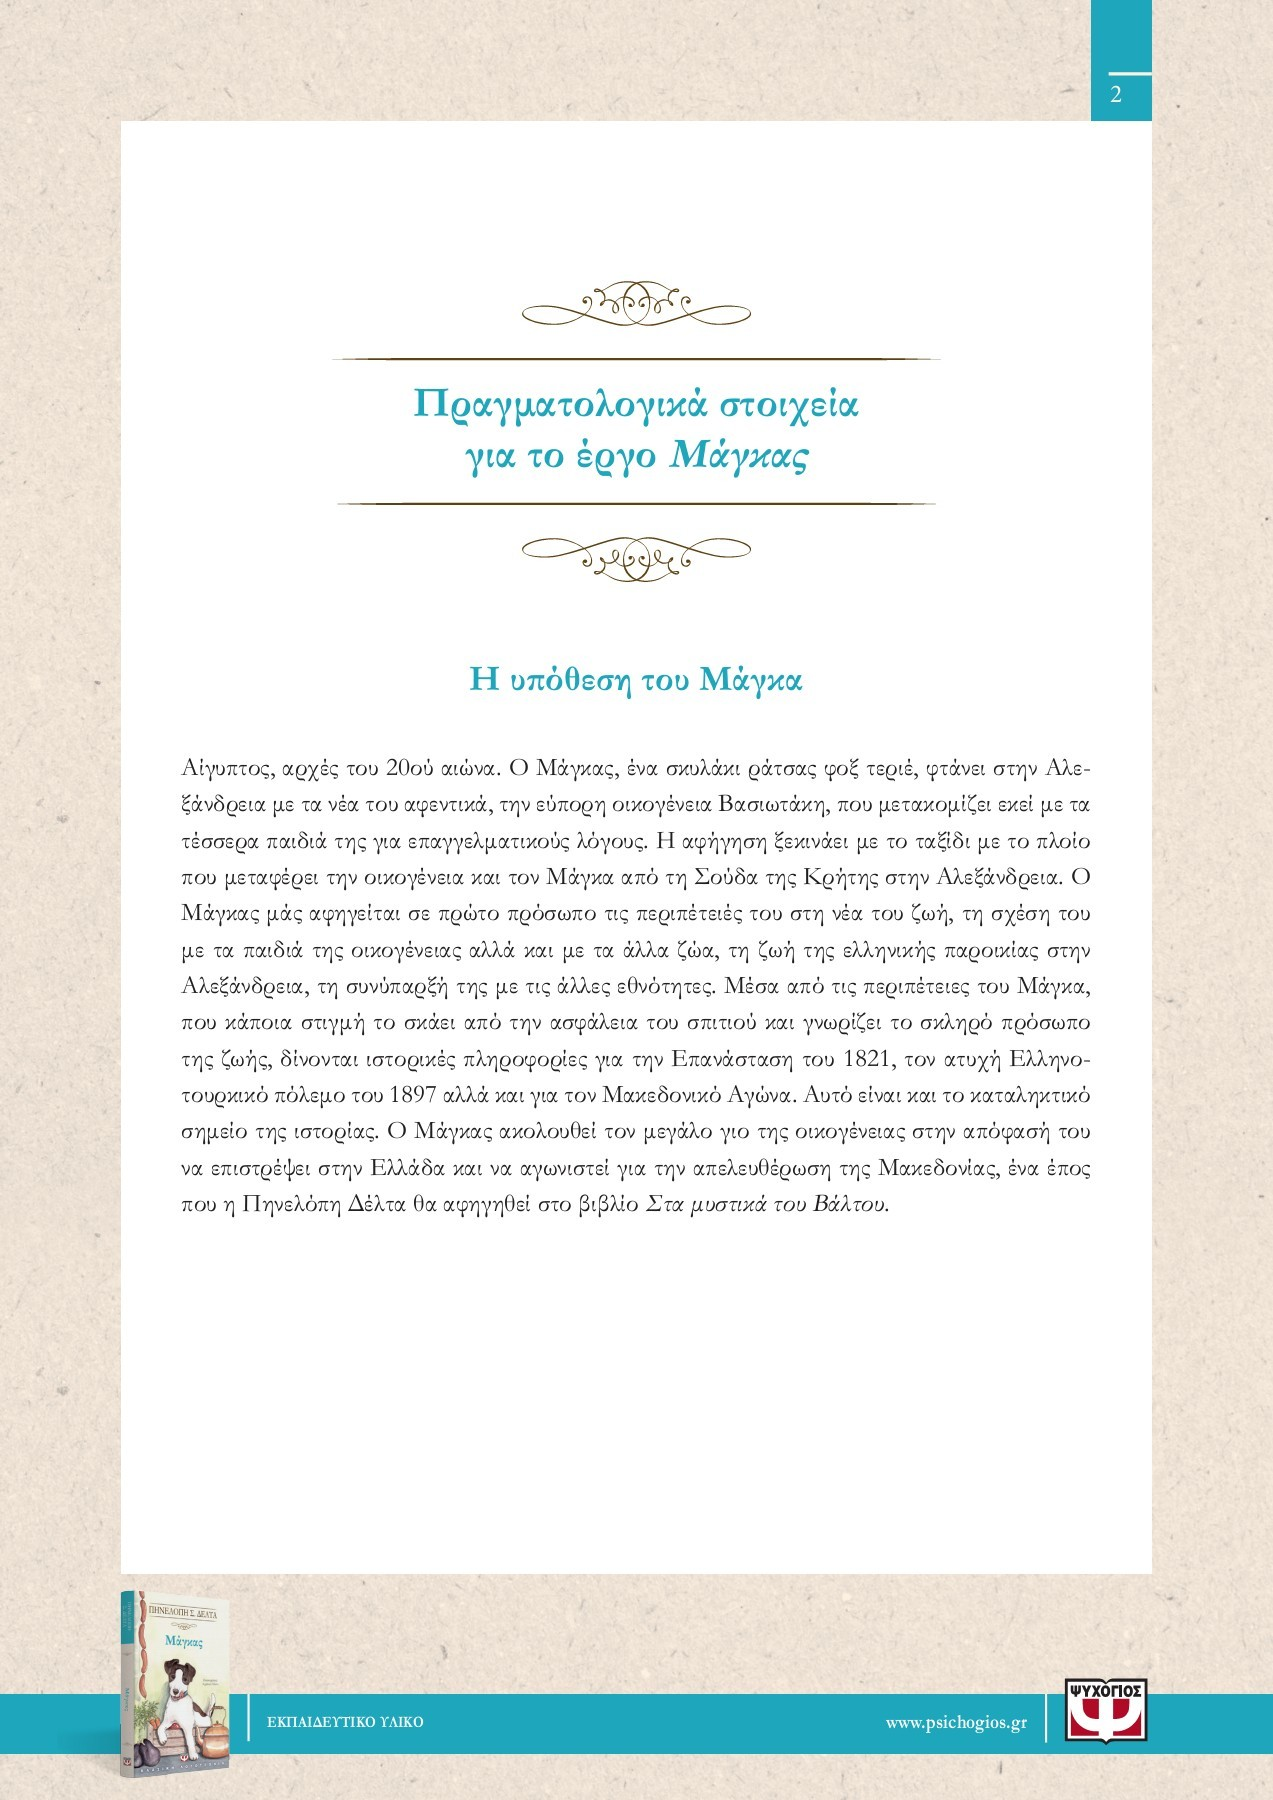 2
Πραγματολογικά στοιχεία
για το έργο Μάγκας
Η υπόθεση του Μάγκα
Αίγυπτος, αρχές του 20ού αιώνα. Ο Μάγκας, ένα σκυλάκι ράτσας φοξ τεριέ, φτάνει στην Αλε-
ξάνδρεια με τα νέα του αφεντικά, την εύπορη οικογένεια Βασιωτάκη, που μετακομίζει εκεί με τα
τέσσερα παιδιά της για επαγγελματικούς λόγους. Η αφήγηση ξεκινάει με το ταξίδι με το πλοίο
που μεταφέρει την οικογένεια και τον Μάγκα από τη Σούδα της Κρήτης στην Αλεξάνδρεια. Ο
Μάγκας μάς αφηγείται σε πρώτο πρόσωπο τις περιπέτειές του στη νέα του ζωή, τη σχέση του
με τα παιδιά της οικογένειας αλλά και με τα άλλα ζώα, τη ζωή της ελληνικής παροικίας στην
Αλεξάνδρεια, τη συνύπαρξή της με τις άλλες εθνότητες. Μέσα από τις περιπέτειες του Μάγκα,
που κάποια στιγμή το σκάει από την ασφάλεια του σπιτιού και γνωρίζει το σκληρό πρόσωπο
της ζωής, δίνονται ιστορικές πληροφορίες για την Επανάσταση του 1821, τον ατυχή Ελληνο-
τουρκικό πόλεμο του 1897 αλλά και για τον Μακεδονικό Αγώνα. Αυτό είναι και το καταληκτικό
σημείο της ιστορίας. Ο Μάγκας ακολουθεί τον μεγάλο γιο της οικογένειας στην απόφασή του
να επιστρέψει στην Ελλάδα και να αγωνιστεί για την απελευθέρωση της Μακεδονίας, ένα έπος
που η Πηνελόπη Δέλτα θα αφηγηθεί στο βιβλίο Στα μυστικά του Βάλτου.
ΠΗΝΕΛΟΠΗ Σ. ΔΕΛΤΑ
Μάγκας
ΕΚΠΑΙΔΕΥΤΙΚΟ ΥΛΙΚΟ
www.psichogios.gr
ΨΥΧΟΓΙΟΣ